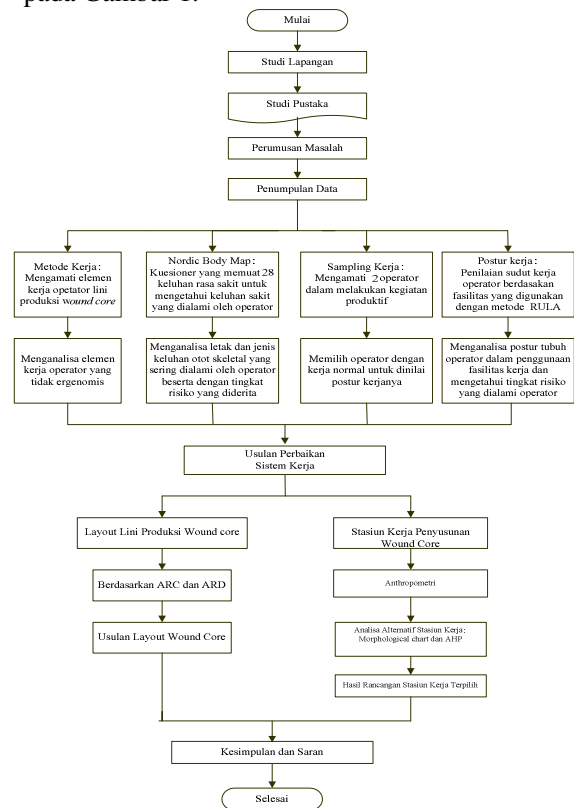 pada Gambar 1.
Mulai
Studi Lapangan
Studi Pustaka
Perumusan Masalah
Penumpulan Data
Metode Kerja:
Mengamati elemen
kerja opetator lini
produksi wound core
Nordic Body Map:
Kuesioner yang memuat 28
keluhan rasa sakit untuk
mengetahui keluhan sakit
yang dialami oleh operator
Sampling Kerja:
Mengamati 2 operator
dalam melakukan kegiatan
produktif
Postur kerja:
Penilaian sudut kerja
operator berdasakan
fasilitas yang digunakan
dengan metode RULA
Menganalisa elemen
kerja operator yang
tidak ergenomis
Menganalisa letak dan jenis
keluhan otot skeletal yang
sering dialami oleh operator
beserta dengan tingkat
risiko yang diderita
Memilih operator dengan
kerja normal untuk dinilai
postur kerjanya
Menganalisa postur tubuh
operator dalam penggunaan
fasilitas kerja dan
mengetahui tingkat risiko
yang dialami operator
Usulan Perbaikan
Sistem Kerja
Layout Lini Produksi Wound core
Berdasarkan ARC dan ARD
Usulan Layout Wound Core
Stasiun Kerja Penyusunan
Wound Core
Anthropometri
Analisa Alternatif Stasiun Kerja:
Morphological chart dan AHP
Hasil Rancangan Stasiun Kerja Terpilih
Kesimpulan dan Saran
Selesai